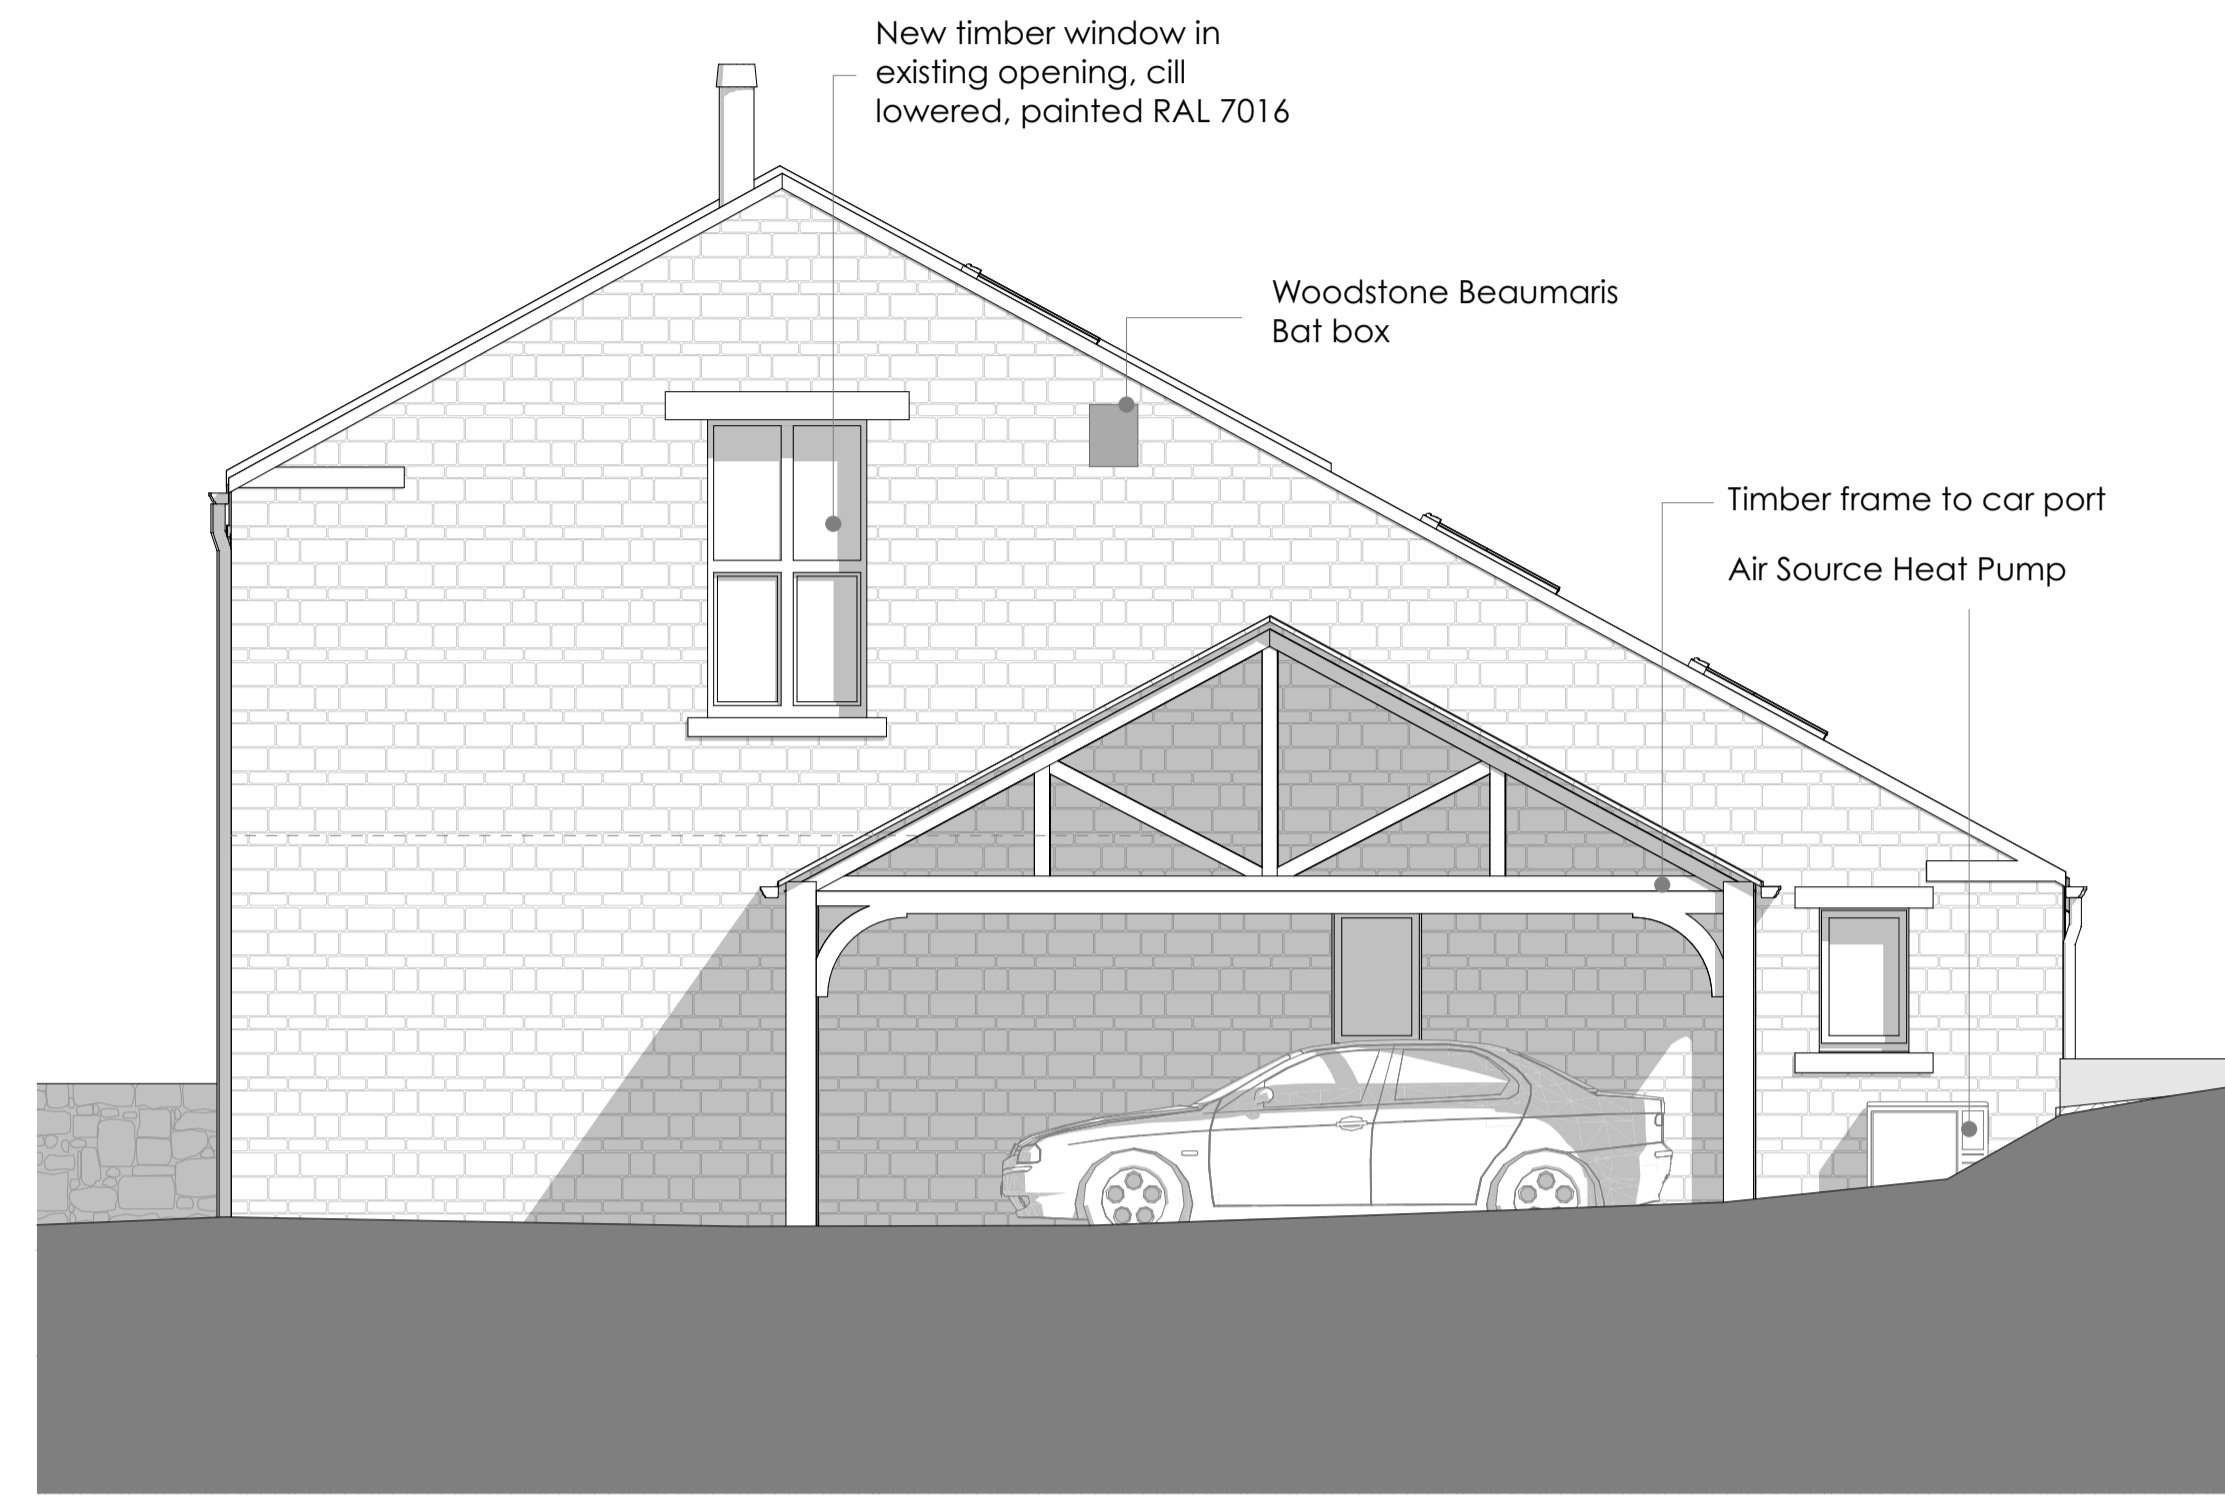 New timber window in
existing opening, cill
lowered, painted RAL 7016
Woodstone Beaumaris
Bat box
Timber frame to car port
Air Source Heat Pump